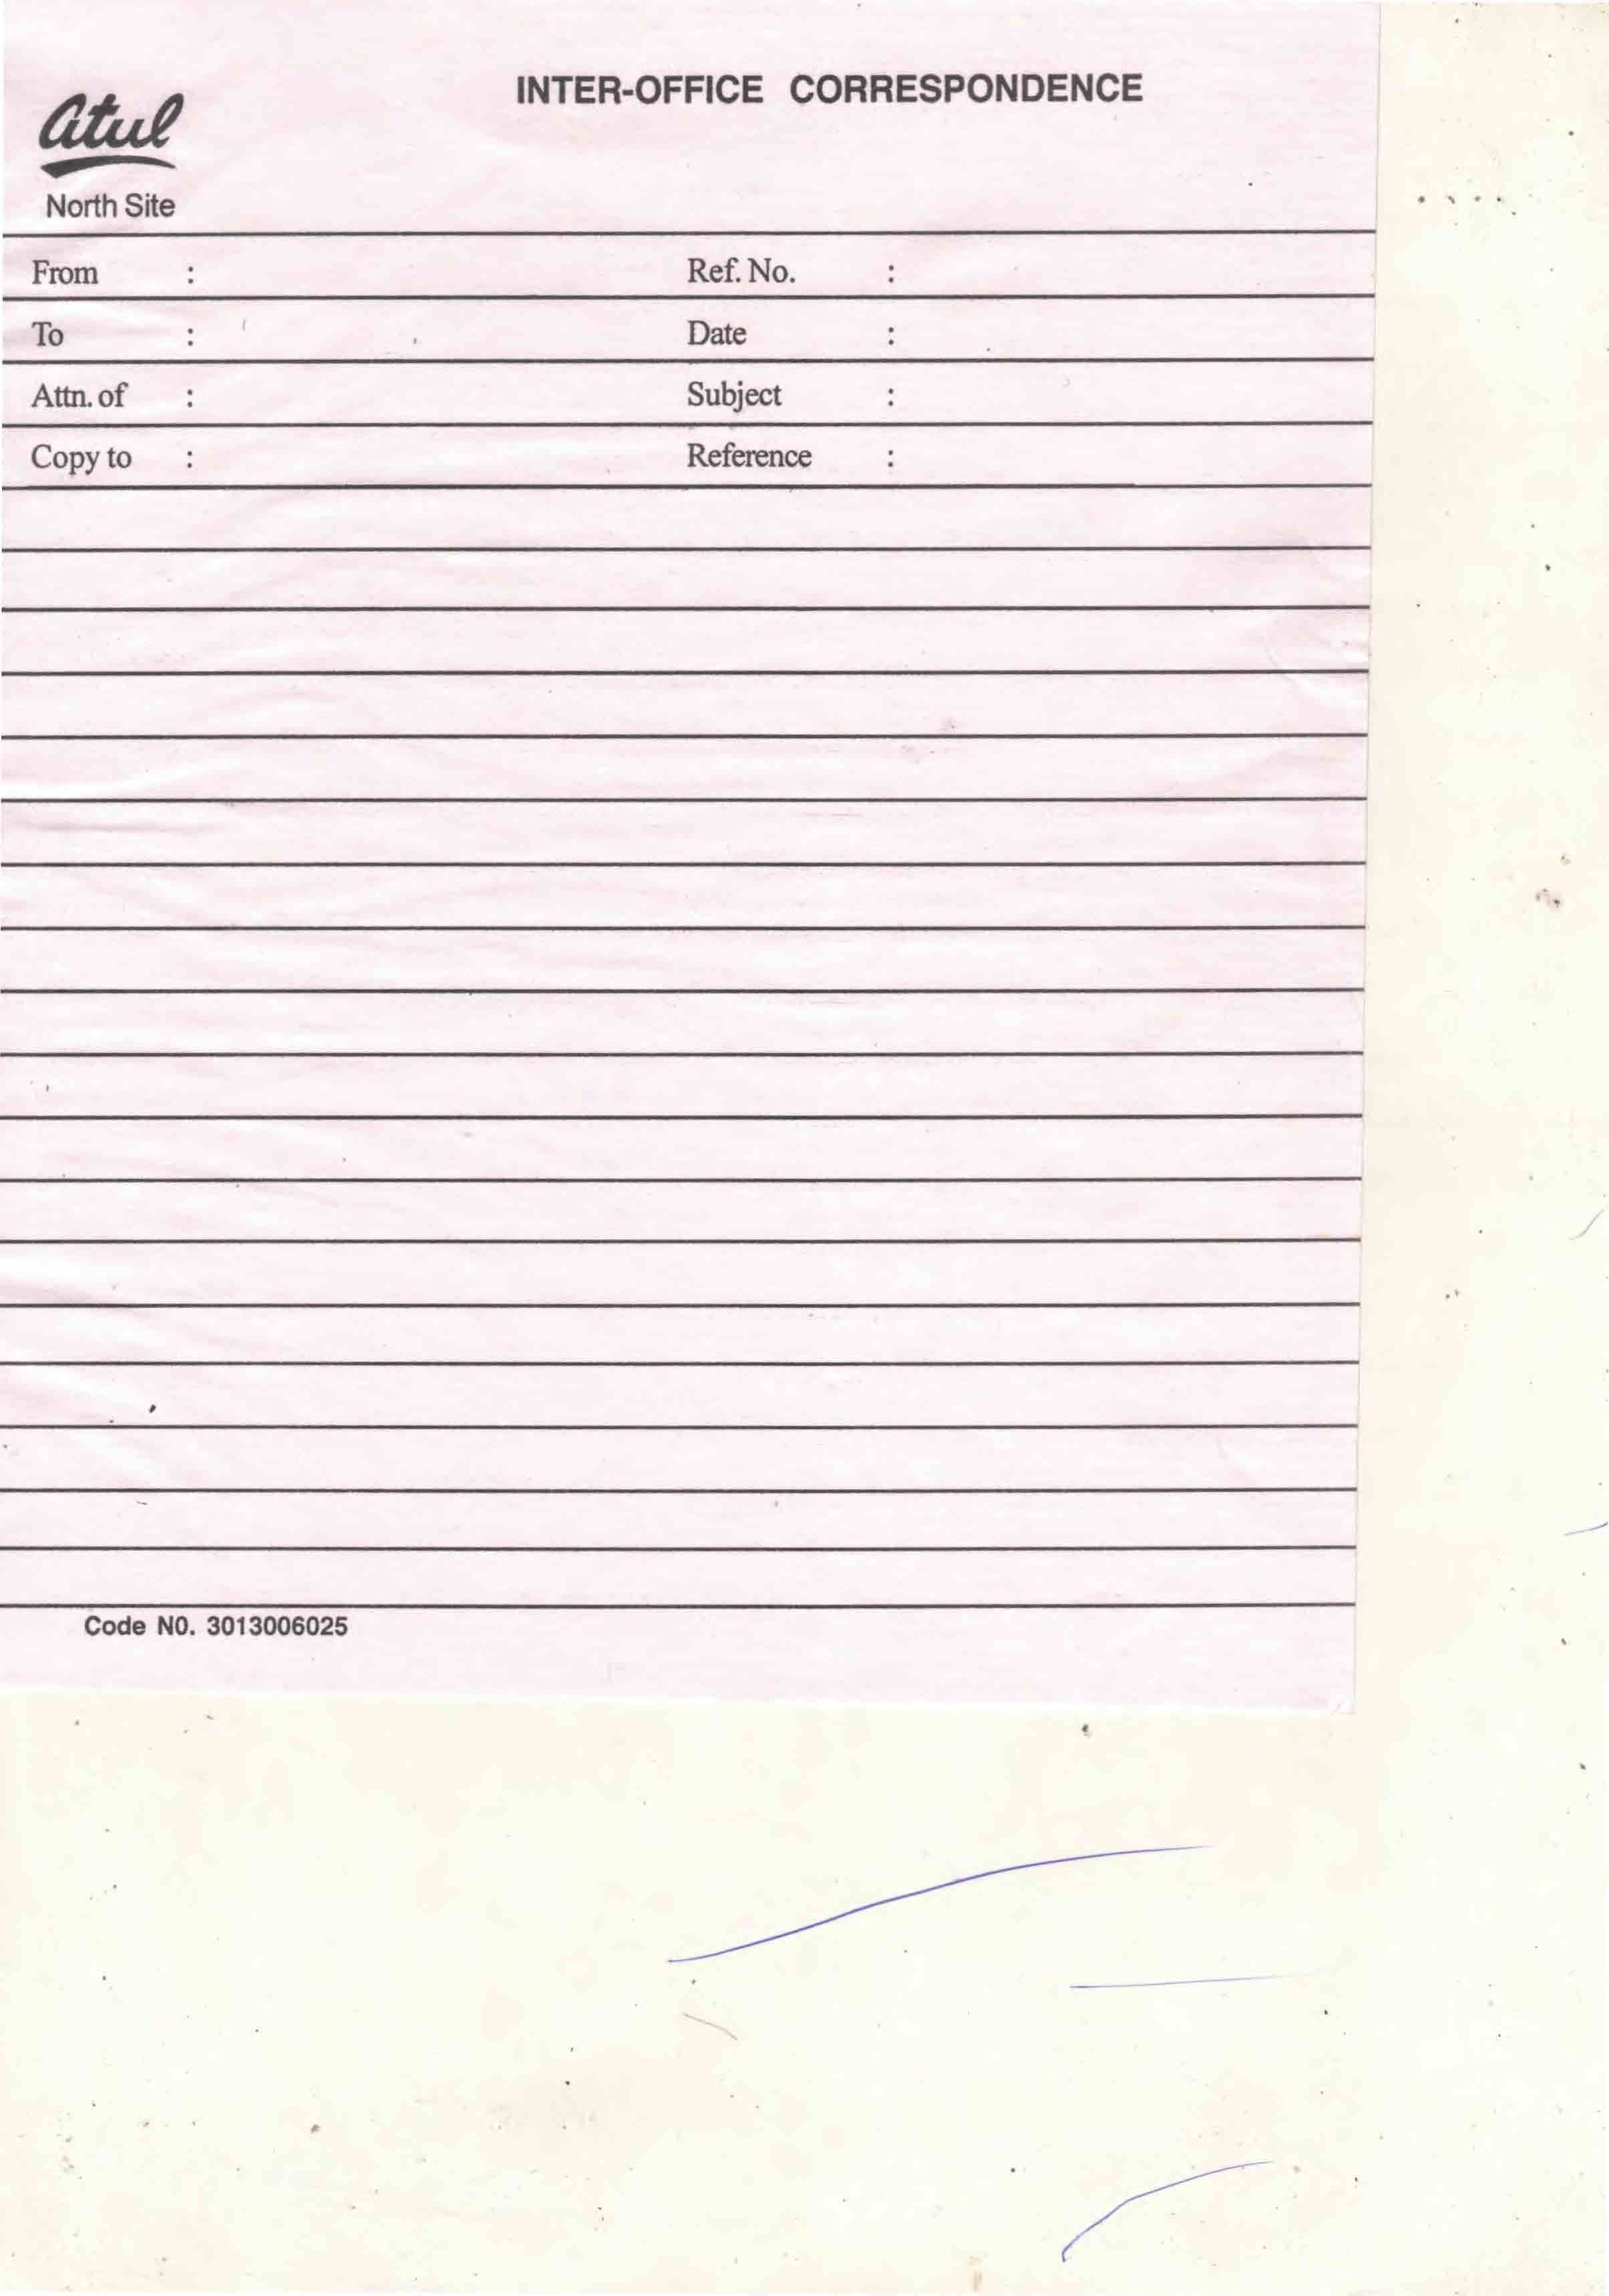 INTER-OFFICE CORRESPONDENCE
atul
North Site
From : Ref. No. :
To : Date :
Attn. of : Subject :
Copy to : Reference :
Code N0. 3013006025